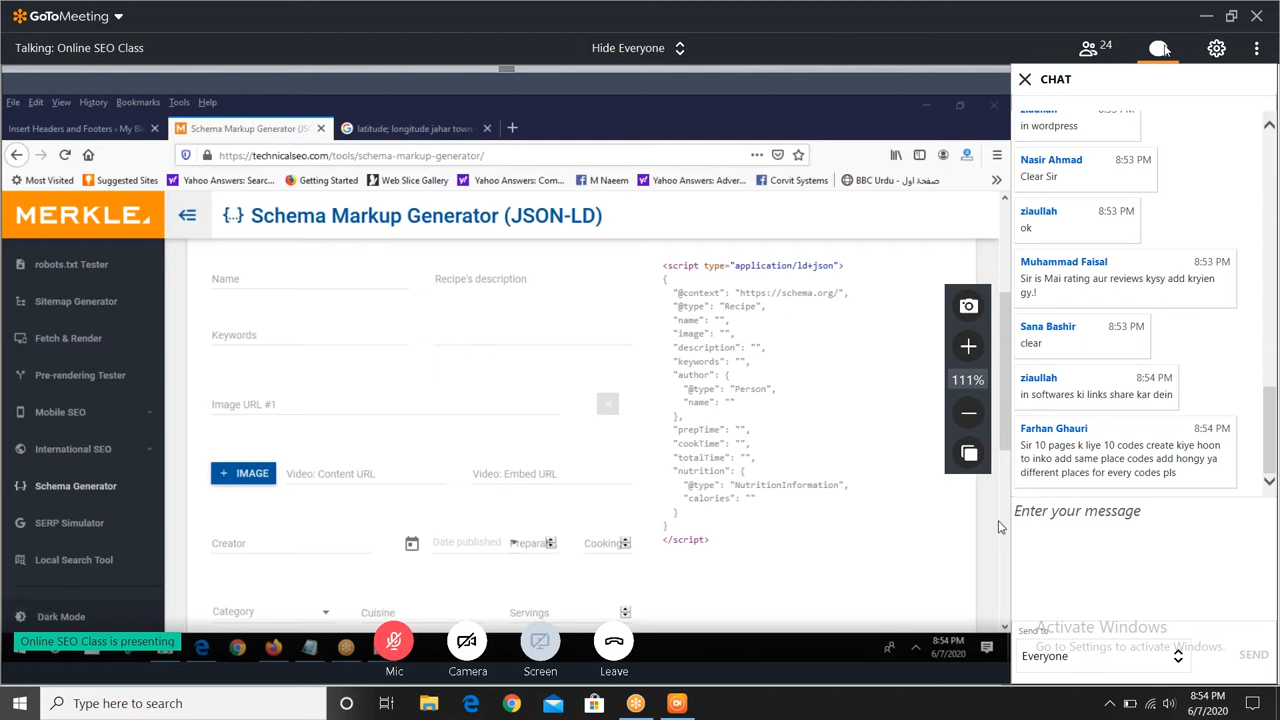 GoToMeeting
Talking: Online SEO Class
Hide Everyone
24
CHAT
File Edit View History Bookmarks Tools Help
Insert Headers and Footers ‹ My Bl
Schema Markup Generator (JSO
latitude; longitude jahar town -
https://technicalseo.com/tools/schema-markup-generator/
Most Visited
Suggested Sites
Yahoo Answers: Searc...
Getting Started
Web Slice Gallery
Yahoo Answers: Com...
Yahoo Answers: Adver...
M Naeem
Corvit Systems
BBC Urdu - صفحۂ اول
MERKLE
{...} Schema Markup Generator (JSON-LD)
robots.txt Tester
Sitemap Generator
Fetch & Render
Pre-rendering Tester
Mobile SEO
International SEO
Schema Generator
SERP Simulator
Local Search Tool
Dark Mode
Name
Recipe's description
Keywords
Image URL #1
+ IMAGE
Video: Content URL
Video: Embed URL
Creator
Date published
Prepara
Cooking
Category
Cuisine
Servings
<script type="application/ld+json">
{
"@context": "https://schema.org/",
"@type": "Recipe",
"name": "",
"image": "",
"description": "",
"keywords": "",
"author": {
"@type": "Person",
"name": ""
},
"prepTime": "",
"cookTime": "",
"totalTime": "",
"nutrition": {
"@type": "NutritionInformation",
"calories": ""
}
}
</script>
111%
ziaullah 8:53 PM
in wordpress
Nasir Ahmad 8:53 PM
Clear Sir
ziaullah 8:53 PM
ok
Muhammad Faisal 8:53 PM
Sir is Mai rating aur reviews kysy add kryien
gy.!
Sana Bashir 8:53 PM
clear
ziaullah 8:54 PM
in softwares ki links share kar dein
Farhan Ghauri 8:54 PM
Sir 10 pages k liye 10 codes create kiye hoon
to inko add same place codes add hongy ya
different places for every codes pls
Enter your message
Activate Windows
Go to Settings to activate Windows.
Send to
Everyone
SEND
Online SEO Class is presenting
8:54 PM
6/7/2020
Mic
Camera
Screen
Leave
Type here to search
8:54 PM
6/7/2020